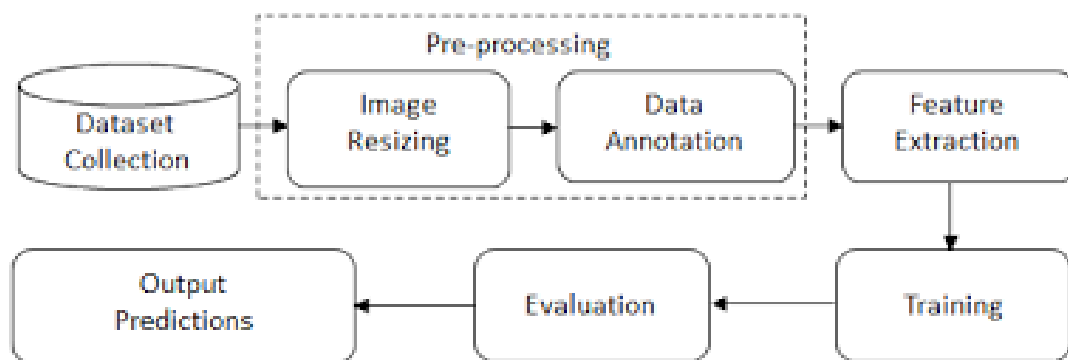 Pre-processing
Dataset
Collection
Image
Resizing
Data
Annotation
Feature
Extraction
Output
Predictions
Evaluation
Training